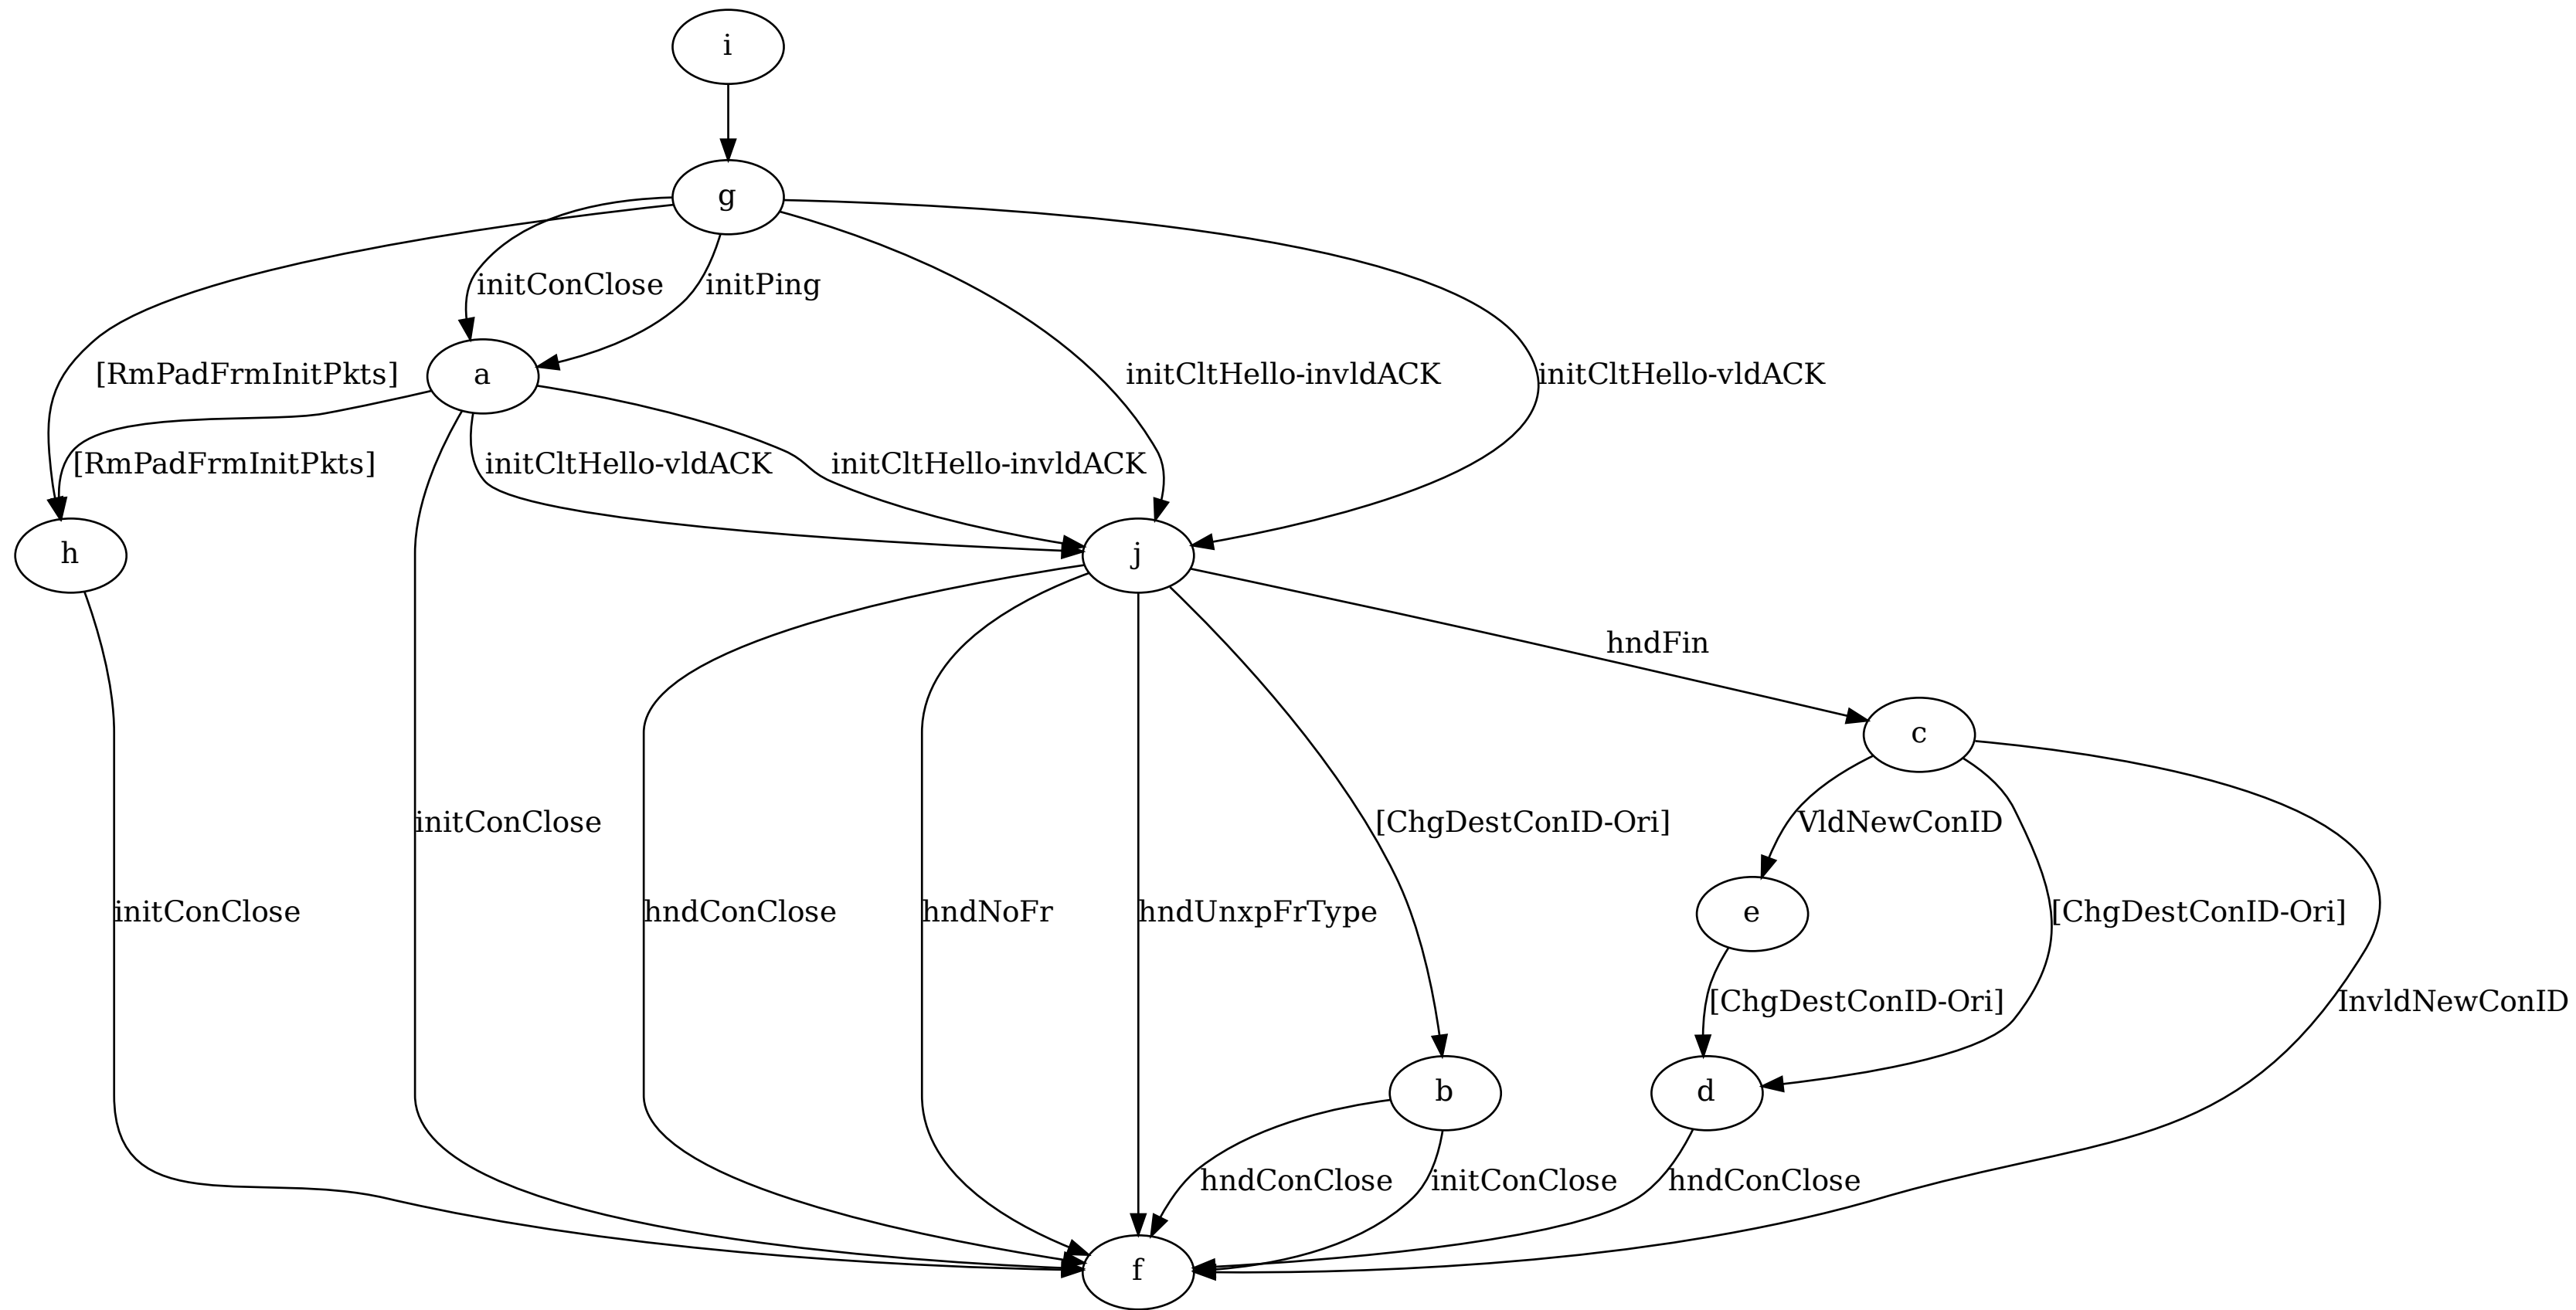 i
g
initConClose
initPing
[RmPadFrmInitPkts]
a
initCltHello-invldACK
initCltHello-vldACK
[RmPadFrmInitPkts]
initCltHello-vldACK
initCltHello-invldACK
h
j
hndFin
c
initConClose
[ChgDestConID-Ori]
VldNewConID
initConClose
hndConClose
hndNoFr
hndUnxpFrType
e
[ChgDestConID-Ori]
[ChgDestConID-Ori]
InvldNewConID
b
d
hndConClose
initConClose
hndConClose
f